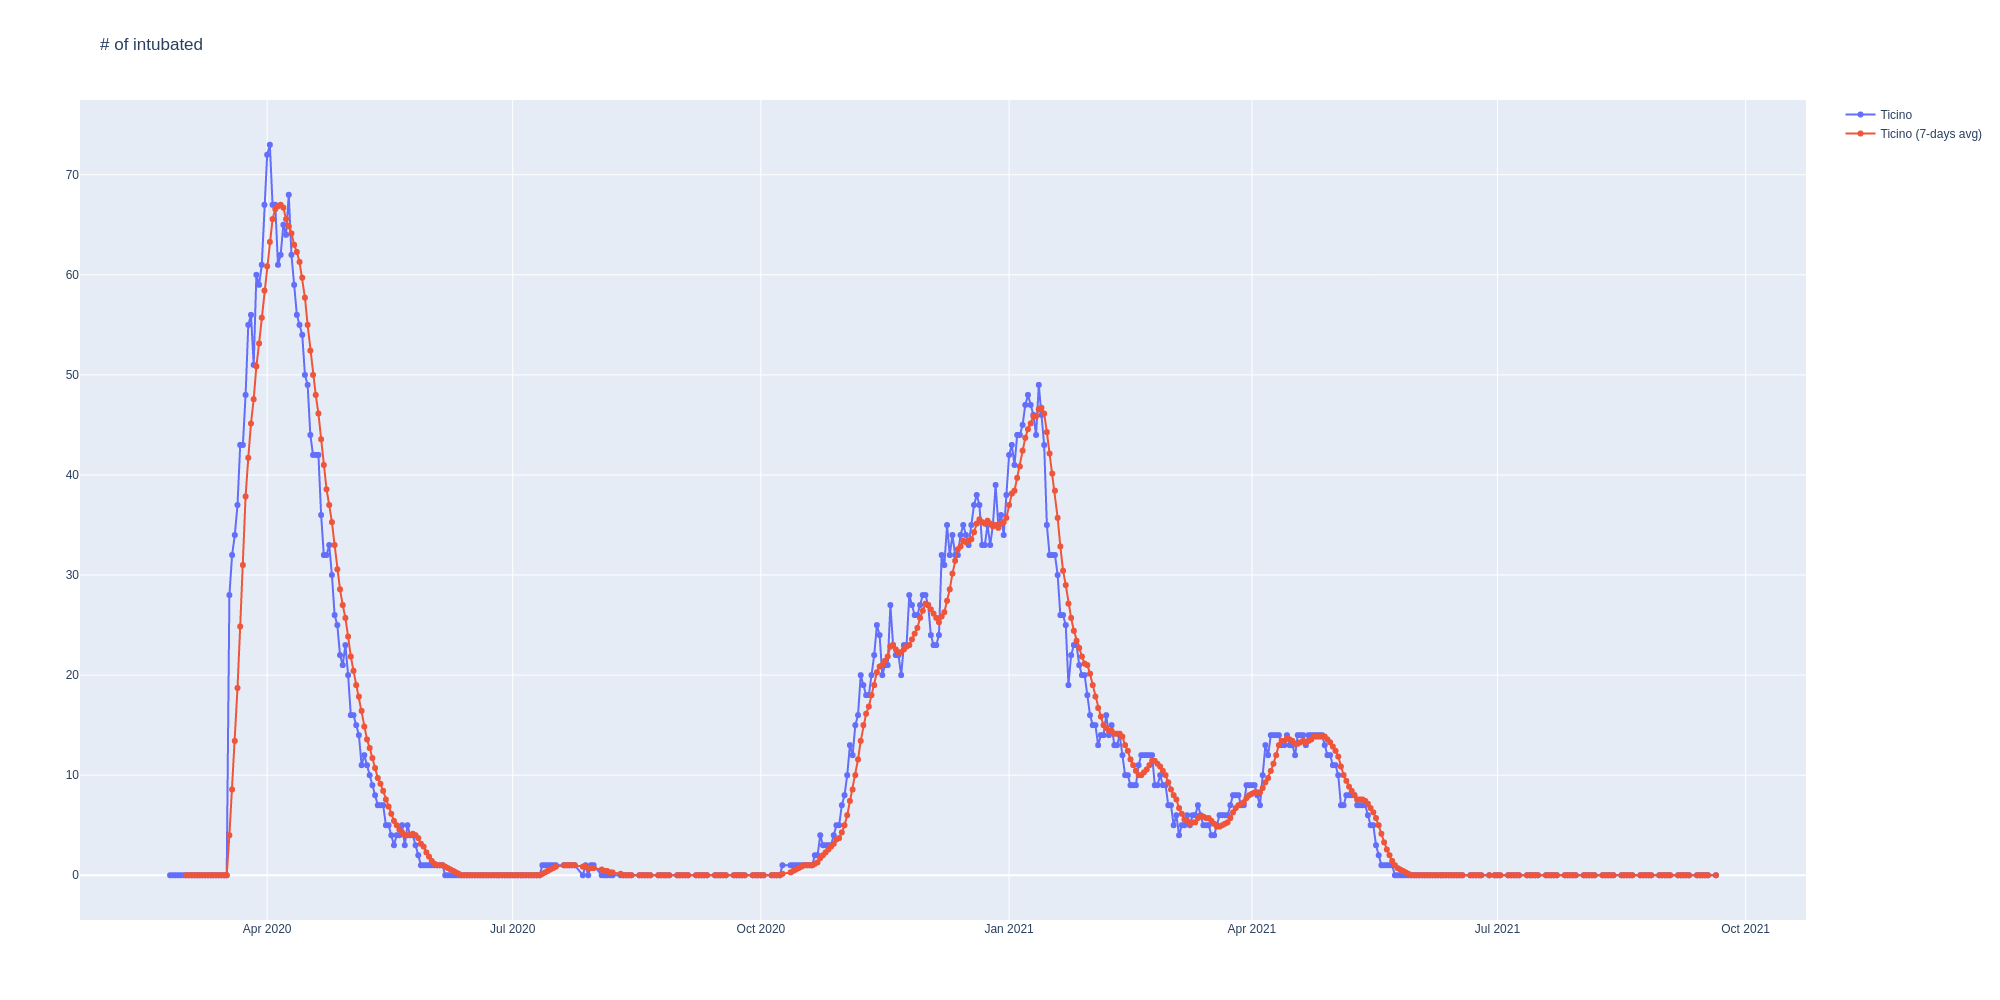 # of intubated
Ticino
Ticino (7-days avg)
70
60
50
40
30
20
10
0
Apr 2020
Jul 2020
Oct 2020
Jan 2021
Apr 2021
Jul 2021
Oct 2021